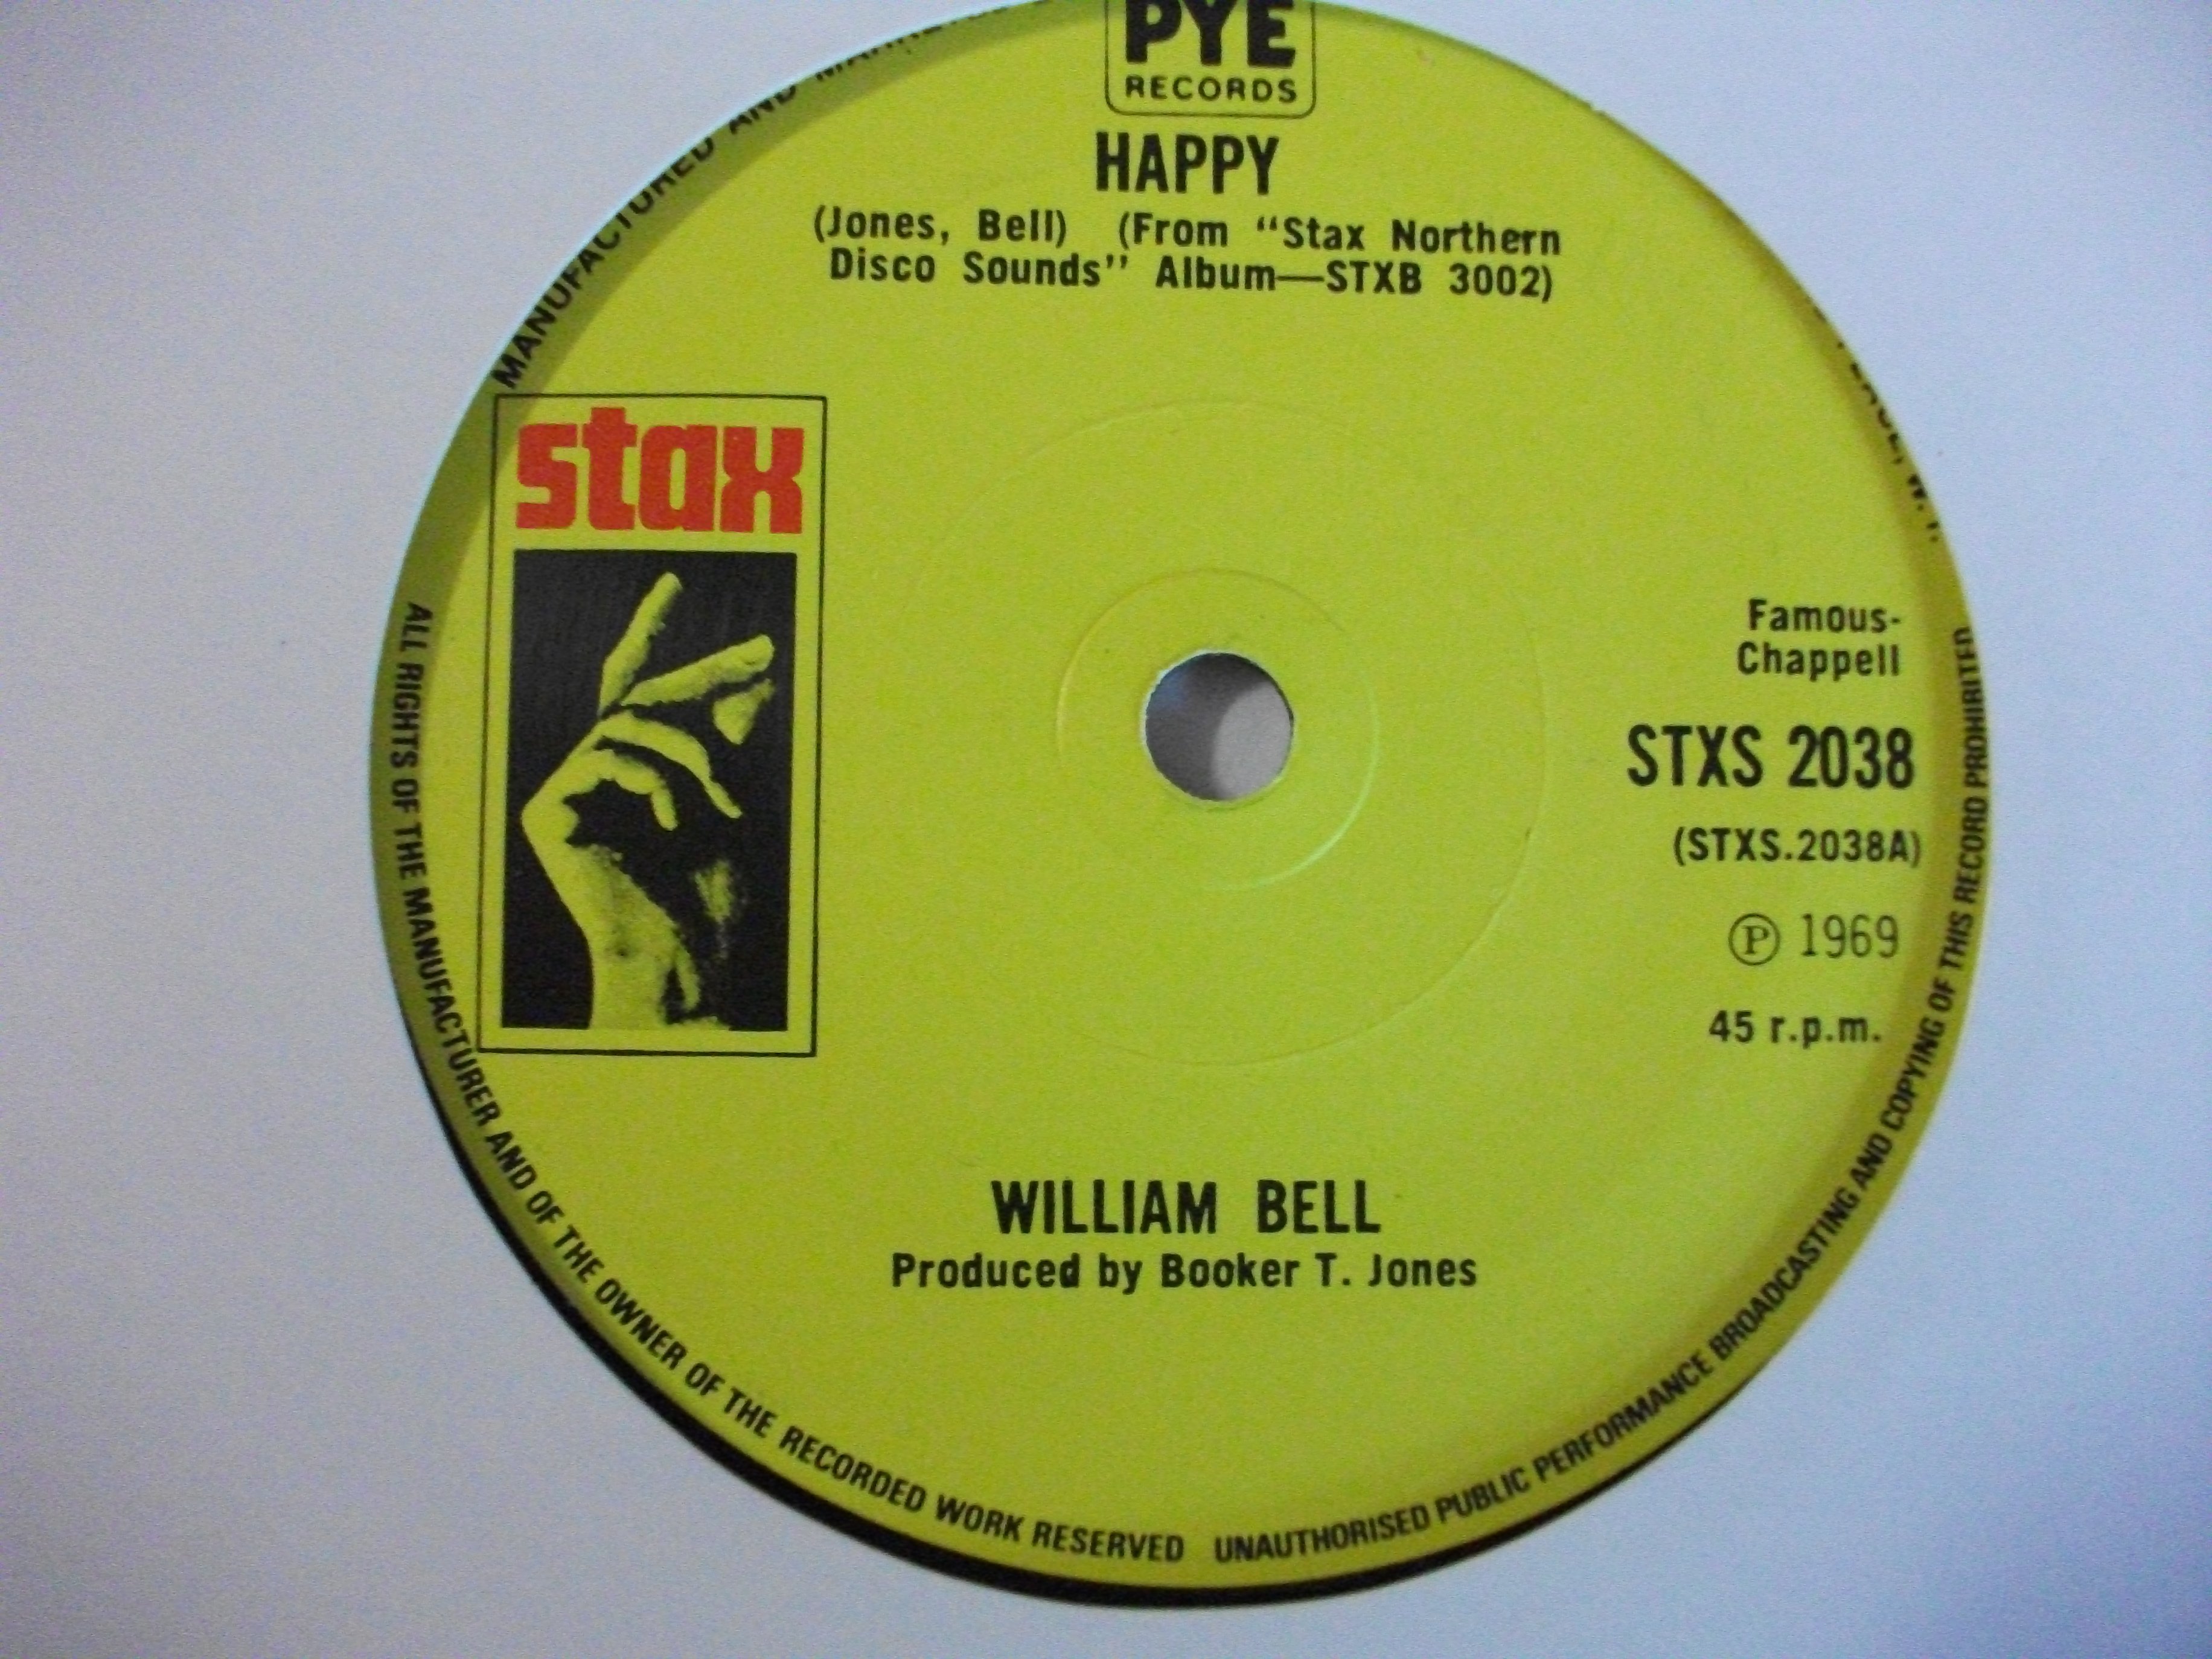 PYE
RECORDS
HAPPY
(Jones, Bell) (From “Stax Northern
Disco Sounds” Album—STXB 3002)
stax
Famous-
Chappell
STXS 2038
(STXS.2038A)
Ⓟ 1969
45 r.p.m.
WILLIAM BELL
Produced by Booker T. Jones
MANUFACTURED AND
ALL RIGHTS OF THE MANUFACTURER AND OF THE OWNER OF THE RECORDED WORK RESERVED UNAUTHORISED PUBLIC PERFORMANCE BROADCASTING AND COPYING OF THIS RECORD PROHIBITED